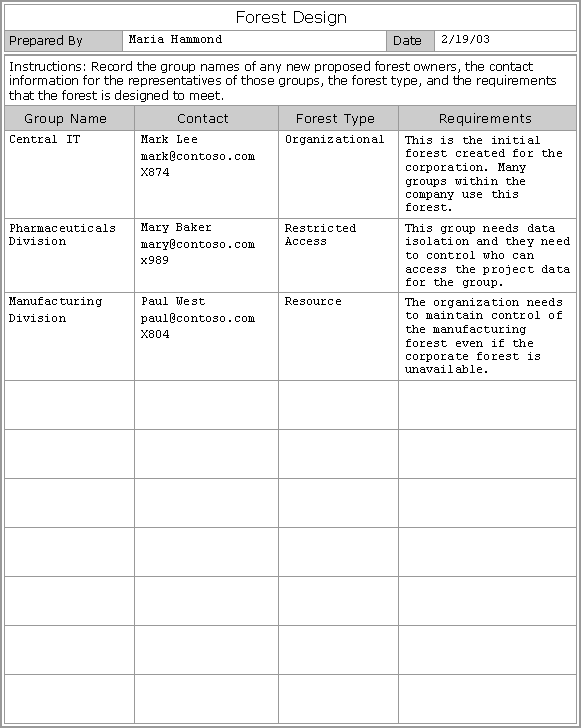 Forest Design
Prepared By Maria Hammond Date 2/19/03
Instructions: Record the group names of any new proposed forest owners, the contact
information for the representatives of those groups, the forest type, and the requirements
that the forest is designed to meet.
Group Name Contact Forest Type Requirements
Central IT
Mark Lee
mark@contoso.com
X874
Organizational
This is the initial
forest created for the
corporation. Many
groups within the
company use this
forest.
Pharmaceuticals
Division
Mary Baker
mary@contoso.com
x989
Restricted
Access
This group needs data
isolation and they need
to control who can
access the project data
for the group.
Manufacturing
Division
Paul West
paul@contoso.com
X804
Resource
The organization needs
to maintain control of
the manufacturing
forest even if the
corporate forest is
unavailable.